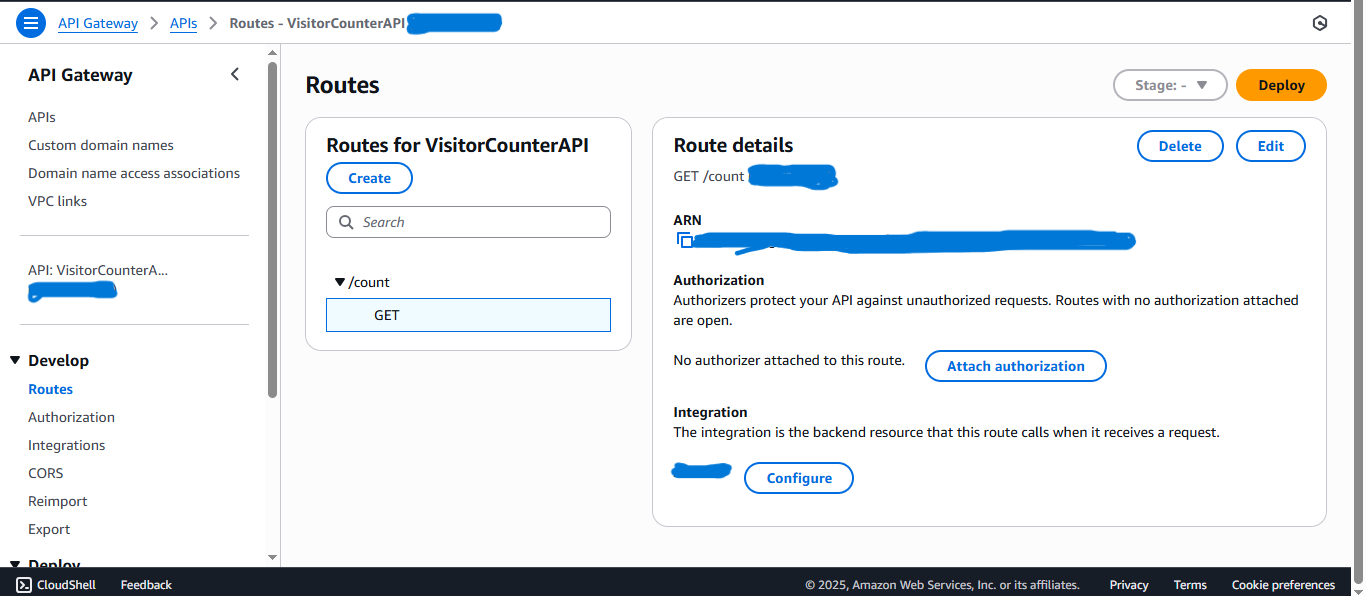 API Gateway > APIs > Routes - VisitorCounterAPI
API Gateway
APIs
Custom domain names
Domain name access associations
VPC links
API: VisitorCounterA...
Develop
Routes
Authorization
Integrations
CORS
Reimport
Export
Deploy
Routes
Stage: -
Deploy
Routes for VisitorCounterAPI
Create
Search
/count
GET
Route details
Delete
Edit
GET /count
ARN
Authorization
Authorizers protect your API against unauthorized requests. Routes with no authorization attached
are open.
No authorizer attached to this route.
Attach authorization
Integration
The integration is the backend resource that this route calls when it receives a request.
Configure
CloudShell
Feedback
© 2025, Amazon Web Services, Inc. or its affiliates.
Privacy
Terms
Cookie preferences